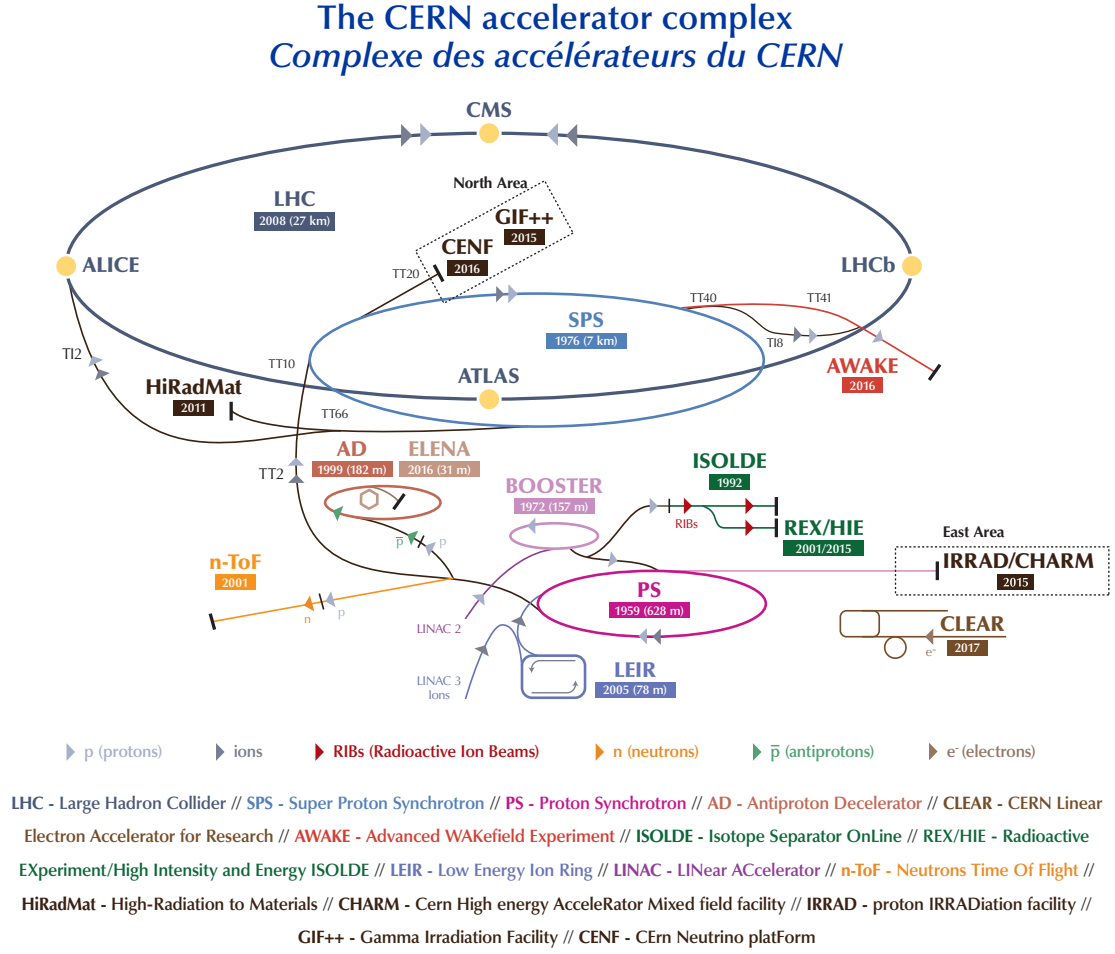 The CERN accelerator complex
Complexe des accélérateurs du CERN
CMS
North Area
LHC
2008 (27 km)
GIF++
2015
CENF
2016
ALICE
LHCb
TT20
TT40
TT41
SPS
1976 (7 km)
TI8
TI2
TT10
ATLAS
AWAKE
2016
HiRadMat
2011
TT66
AD
1999 (182 m)
ELENA
2016 (31 m)
TT2
ISOLDE
1992
BOOSTER
1972 (157 m)
RIBs
REX/HIE
2001/2015
East Area
p̅
p
n-ToF
2001
IRRAD/CHARM
2015
PS
1959 (628 m)
n
p
LINAC 2
CLEAR
2017
e-
LINAC 3
Ions
LEIR
2005 (78 m)
p (protons)
ions
RIBs (Radioactive Ion Beams)
n (neutrons)
p̅ (antiprotons)
e- (electrons)
LHC - Large Hadron Collider // SPS - Super Proton Synchrotron // PS - Proton Synchrotron // AD - Antiproton Decelerator // CLEAR - CERN Linear
Electron Accelerator for Research // AWAKE - Advanced WAKefield Experiment // ISOLDE - Isotope Separator OnLine // REX/HIE - Radioactive
EXperiment/High Intensity and Energy ISOLDE // LEIR - Low Energy Ion Ring // LINAC - LINear ACcelerator // n-ToF - Neutrons Time Of Flight //
HiRadMat - High-Radiation to Materials // CHARM - Cern High energy AcceleRator Mixed field facility // IRRAD - proton IRRADiation facility //
GIF++ - Gamma Irradiation Facility // CENF - CErn Neutrino platForm